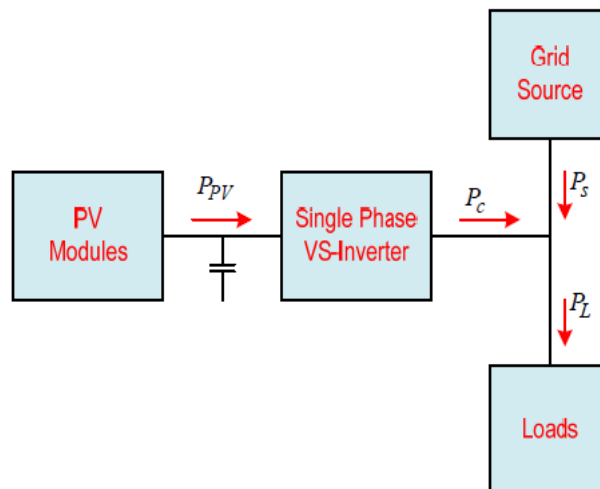 Grid
Source
P_PV
P_c
P_s
PV
Modules
Single Phase
VS-Inverter
P_L
Loads